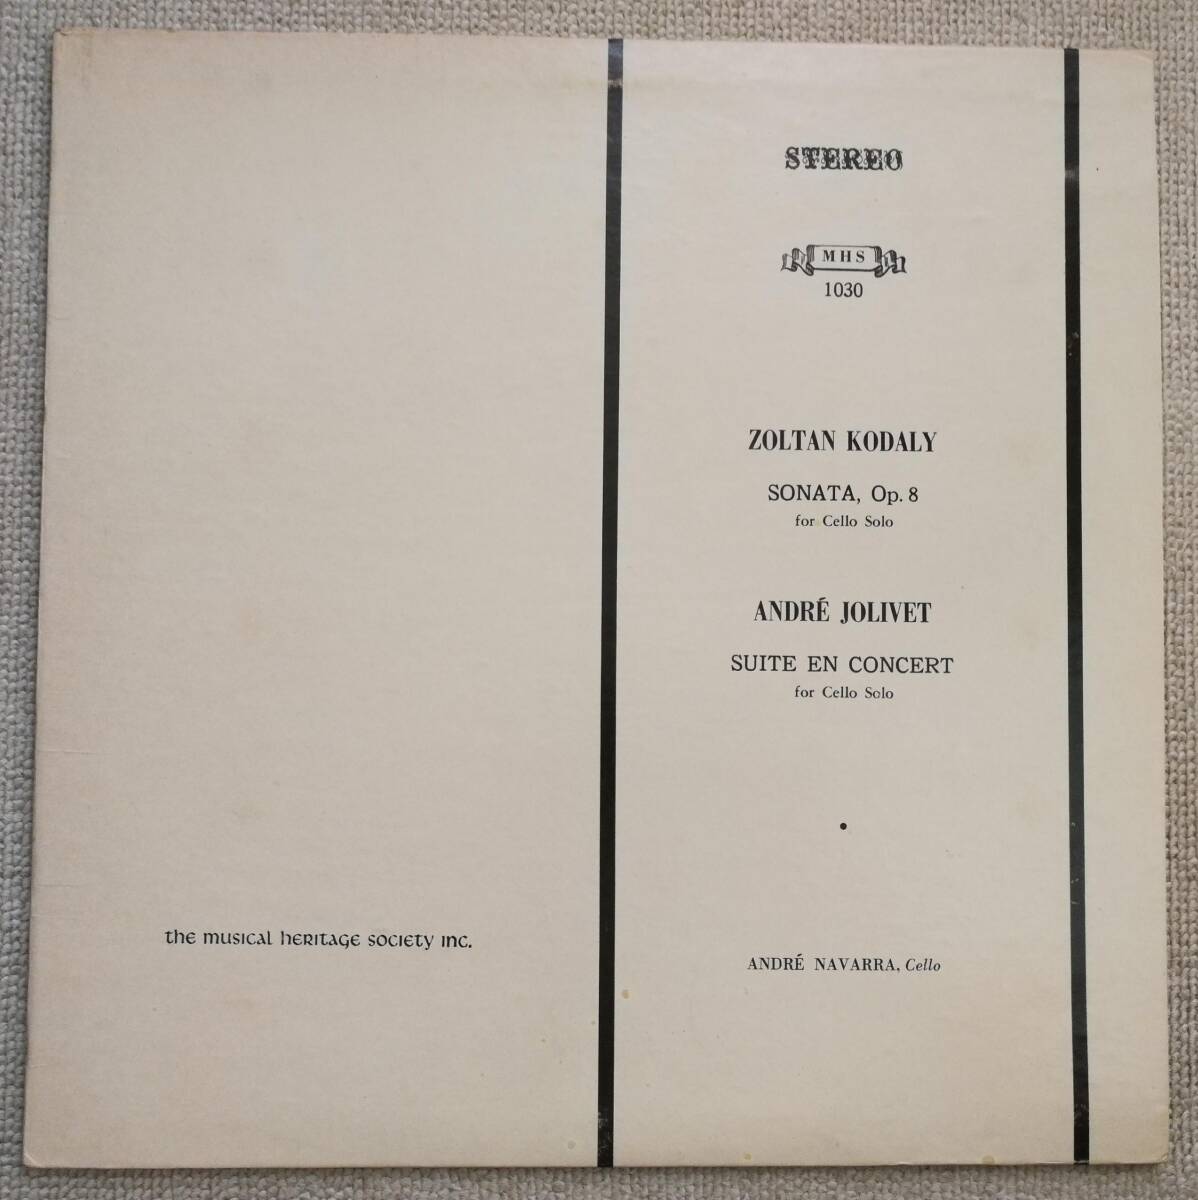 STEREO
MHS
1030
ZOLTAN KODALY
SONATA, Op. 8
for Cello Solo
ANDRÉ JOLIVET
SUITE EN CONCERT
for Cello Solo
the musical heritage society inc.
ANDRÉ NAVARRA, Cello